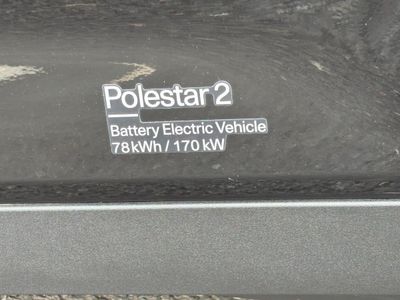 Polestar 2
Battery Electric Vehicle
78 kWh / 170 kW